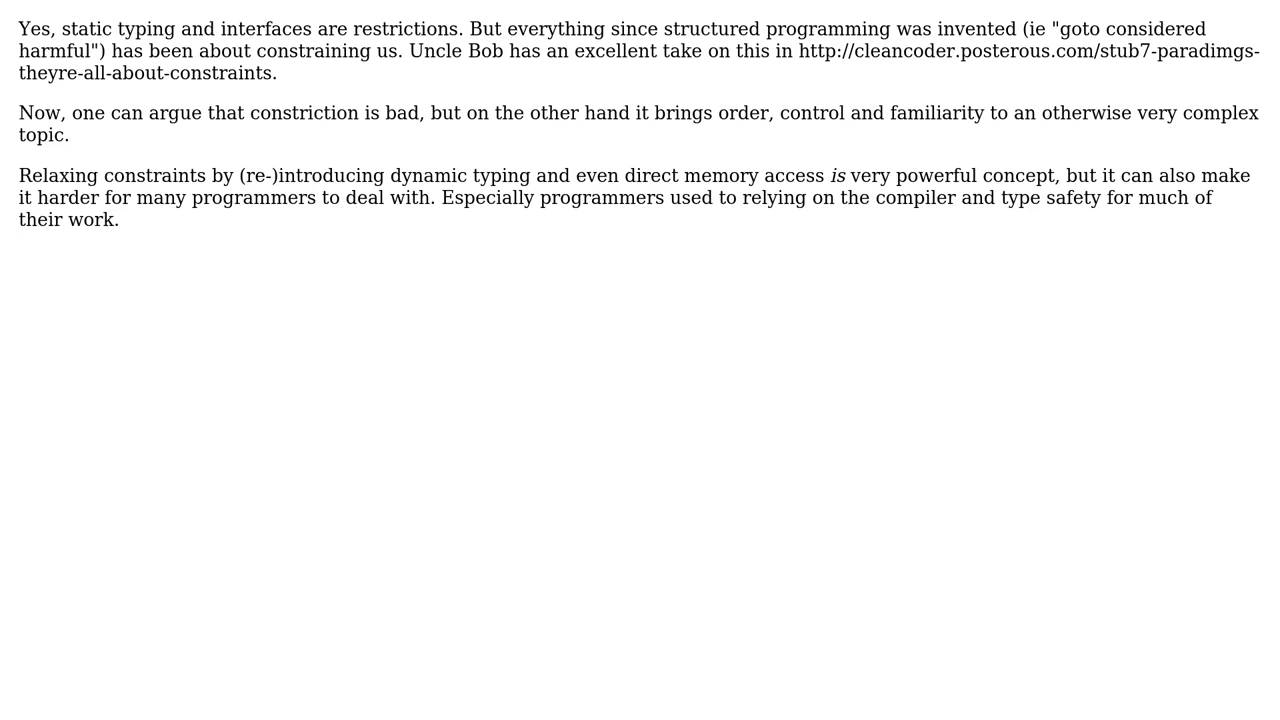 Yes, static typing and interfaces are restrictions. But everything since structured programming was invented (ie "goto considered
harmful") has been about constraining us. Uncle Bob has an excellent take on this in http://cleancoder.posterous.com/stub7-paradimgs-
theyre-all-about-constraints.
Now, one can argue that constriction is bad, but on the other hand it brings order, control and familiarity to an otherwise very complex
topic.
Relaxing constraints by (re-)introducing dynamic typing and even direct memory access is very powerful concept, but it can also make
it harder for many programmers to deal with. Especially programmers used to relying on the compiler and type safety for much of
their work.